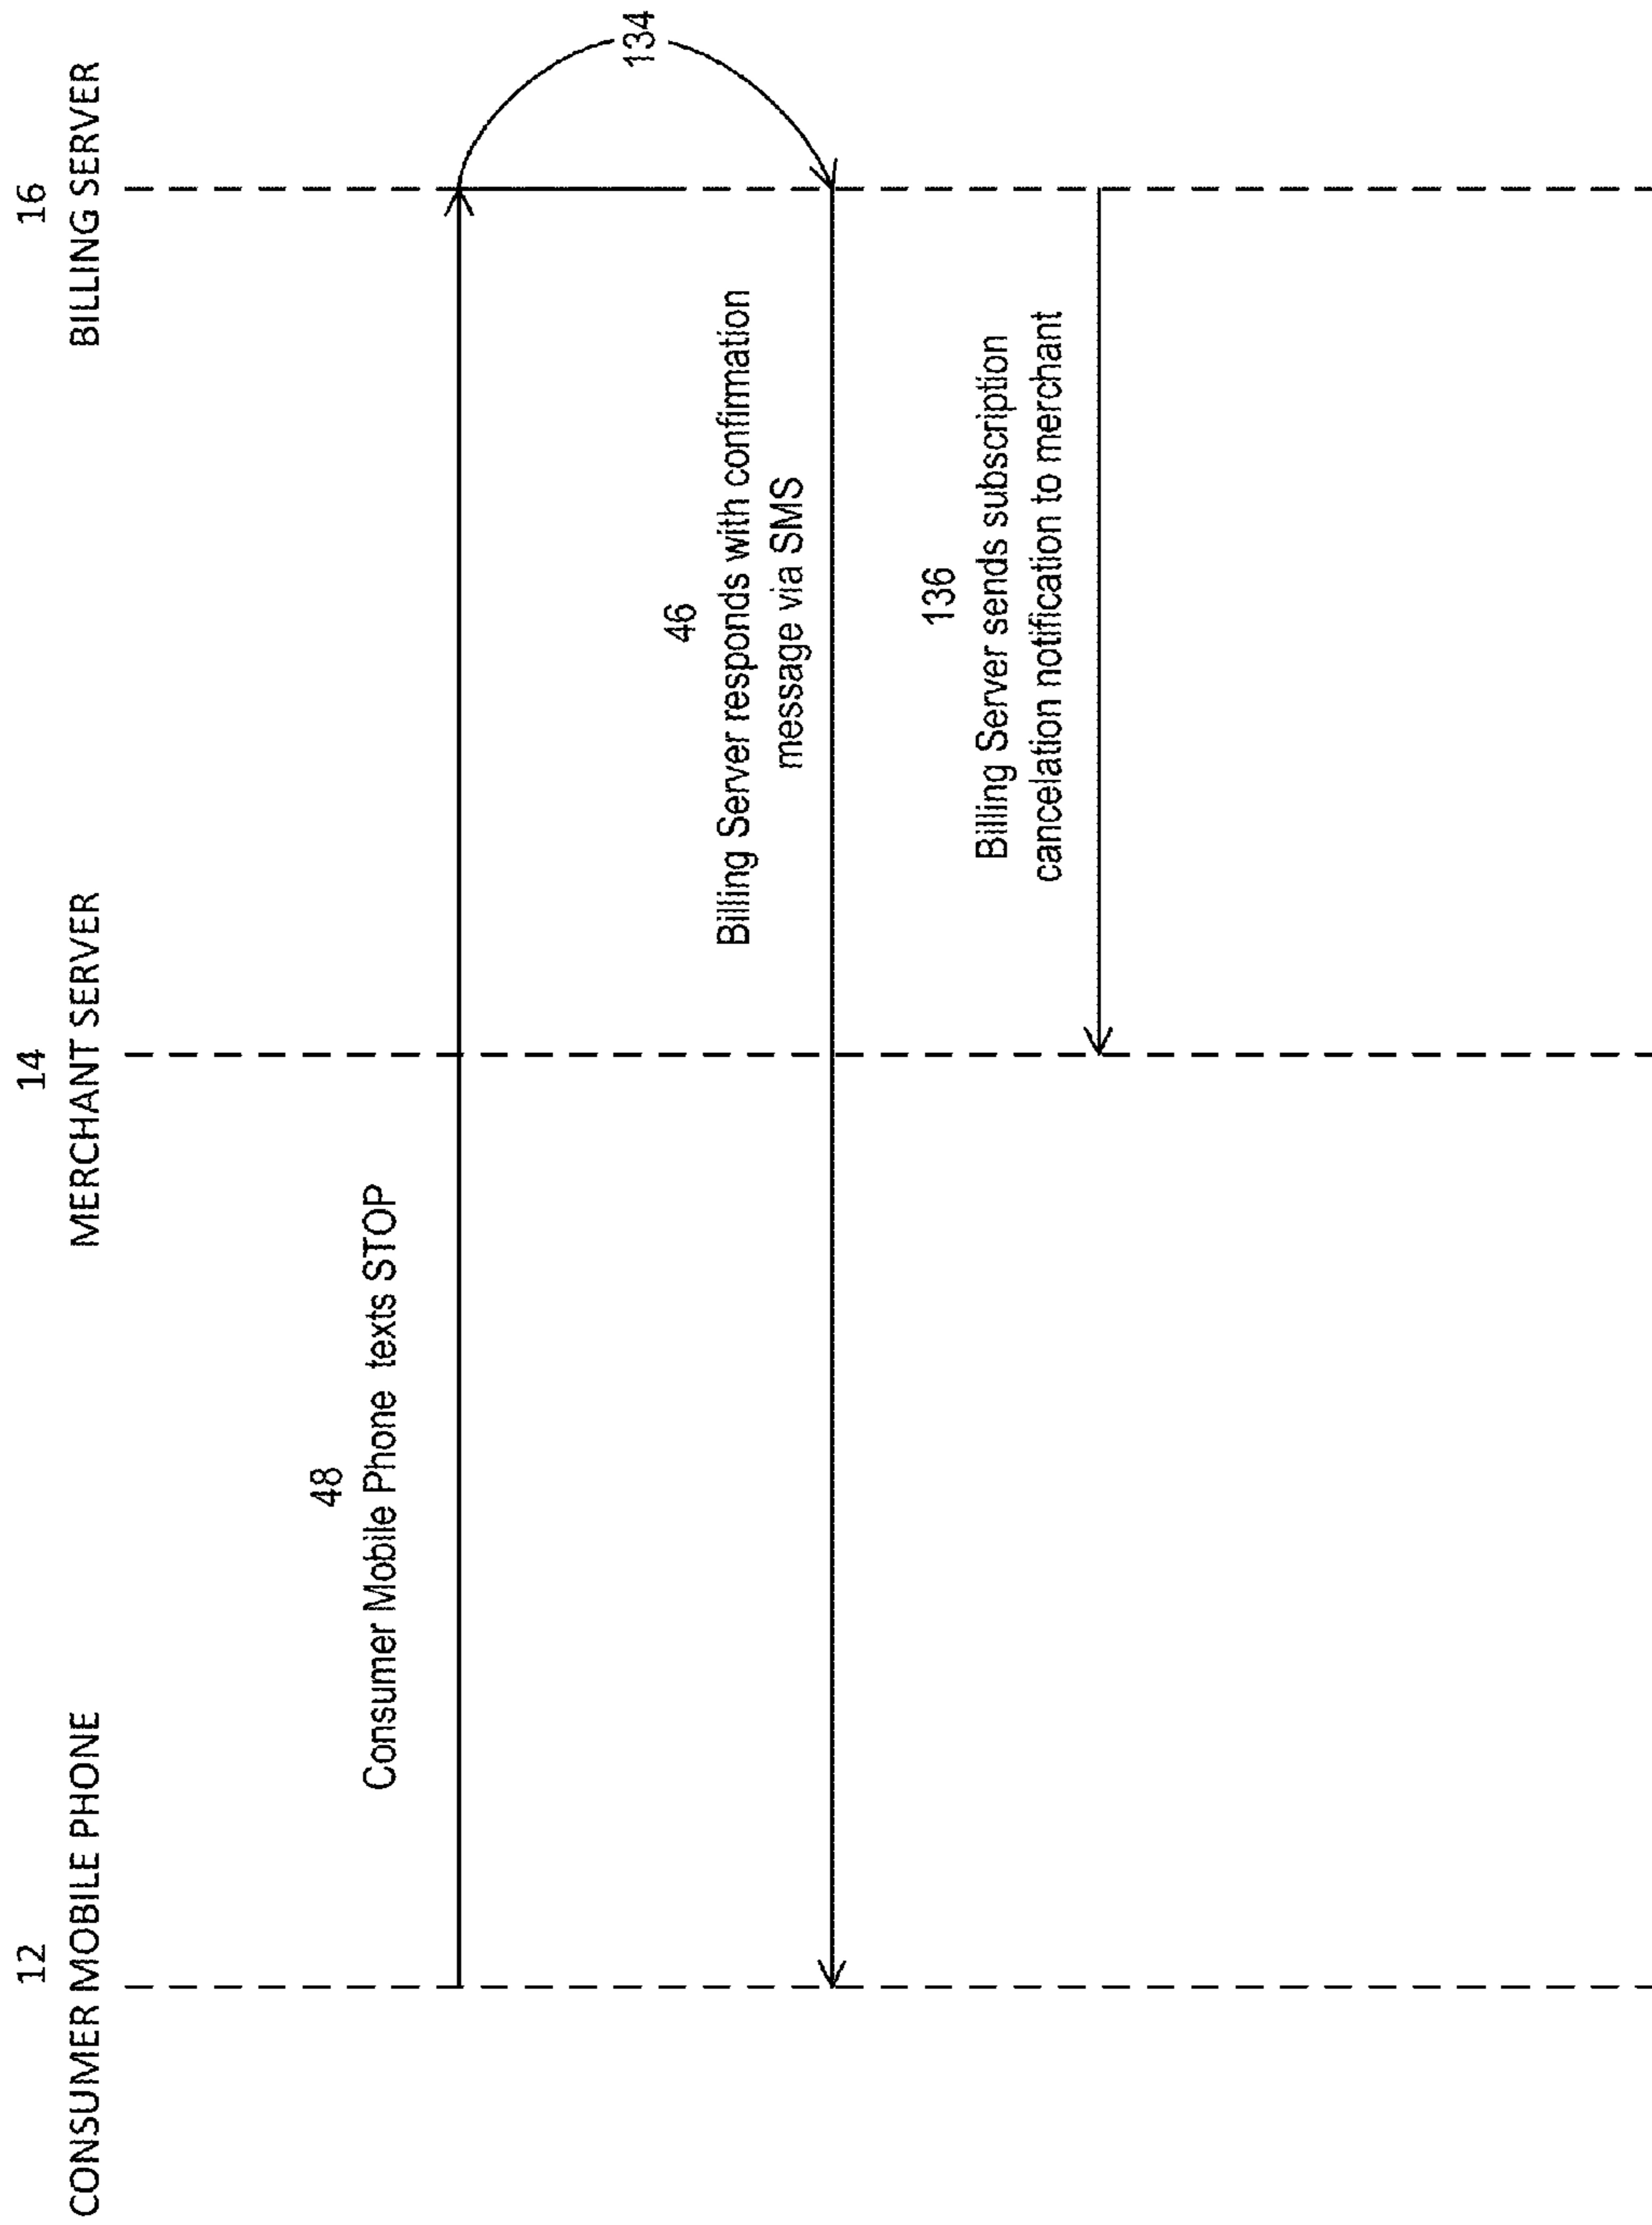 12
CONSUMER MOBILE PHONE
14
MERCHANT SERVER
16
BILLING SERVER
48
Consumer Mobile Phone texts STOP
134
46
Billing Server responds with confirmation
message via SMS
136
Billing Server sends subscription
cancelation notification to merchant